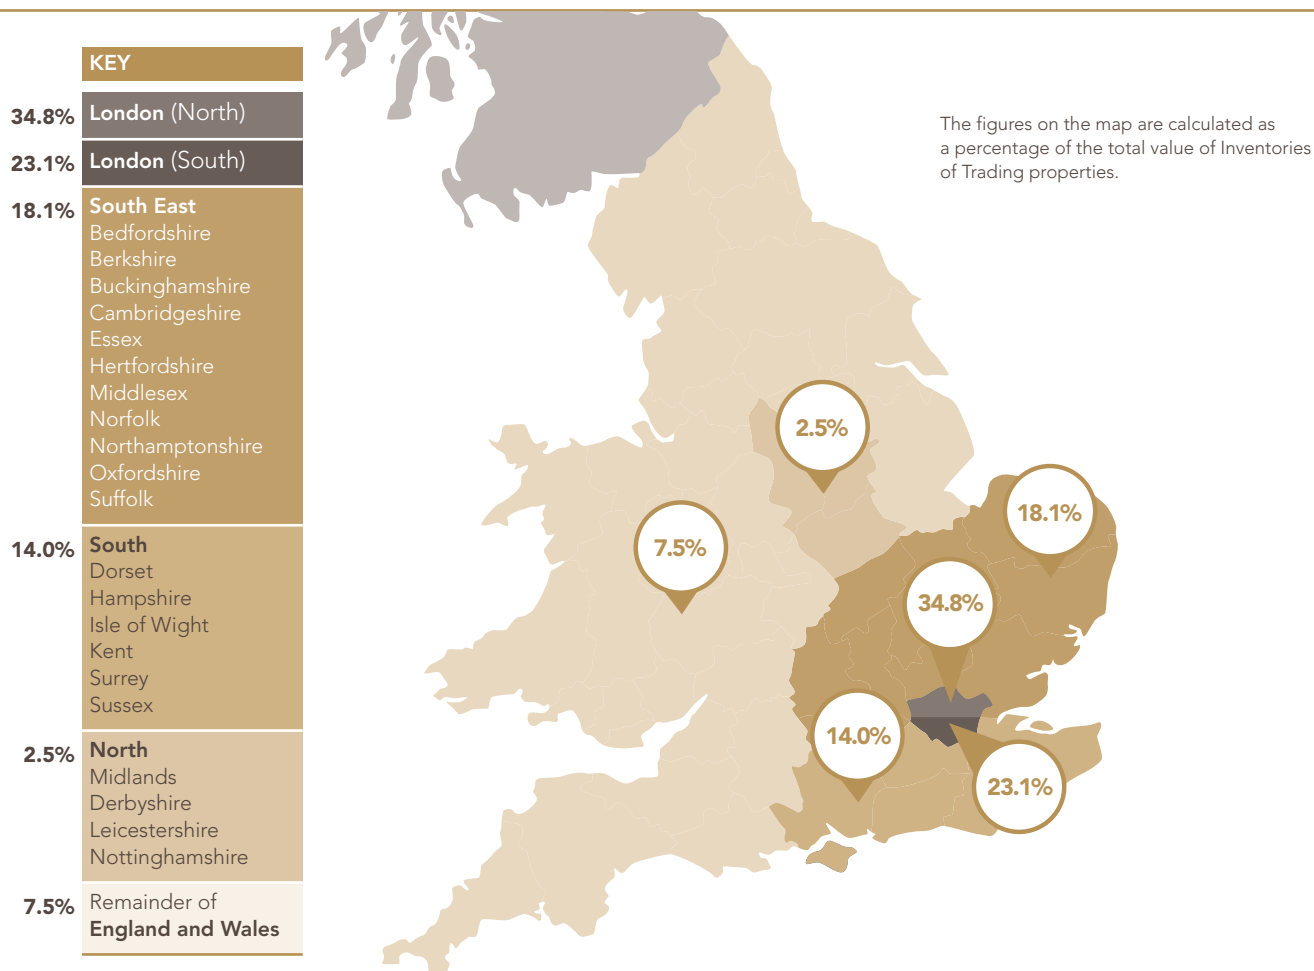 KEY
34.8% London (North)
23.1% London (South)
18.1% South East
Bedfordshire
Berkshire
Buckinghamshire
Cambridgeshire
Essex
Hertfordshire
Middlesex
Norfolk
Northamptonshire
Oxfordshire
Suffolk
14.0% South
Dorset
Hampshire
Isle of Wight
Kent
Surrey
Sussex
2.5% North
Midlands
Derbyshire
Leicestershire
Nottinghamshire
7.5% Remainder of
England and Wales
The figures on the map are calculated as
a percentage of the total value of Inventories
of Trading properties.
2.5%
18.1%
7.5%
34.8%
14.0%
23.1%